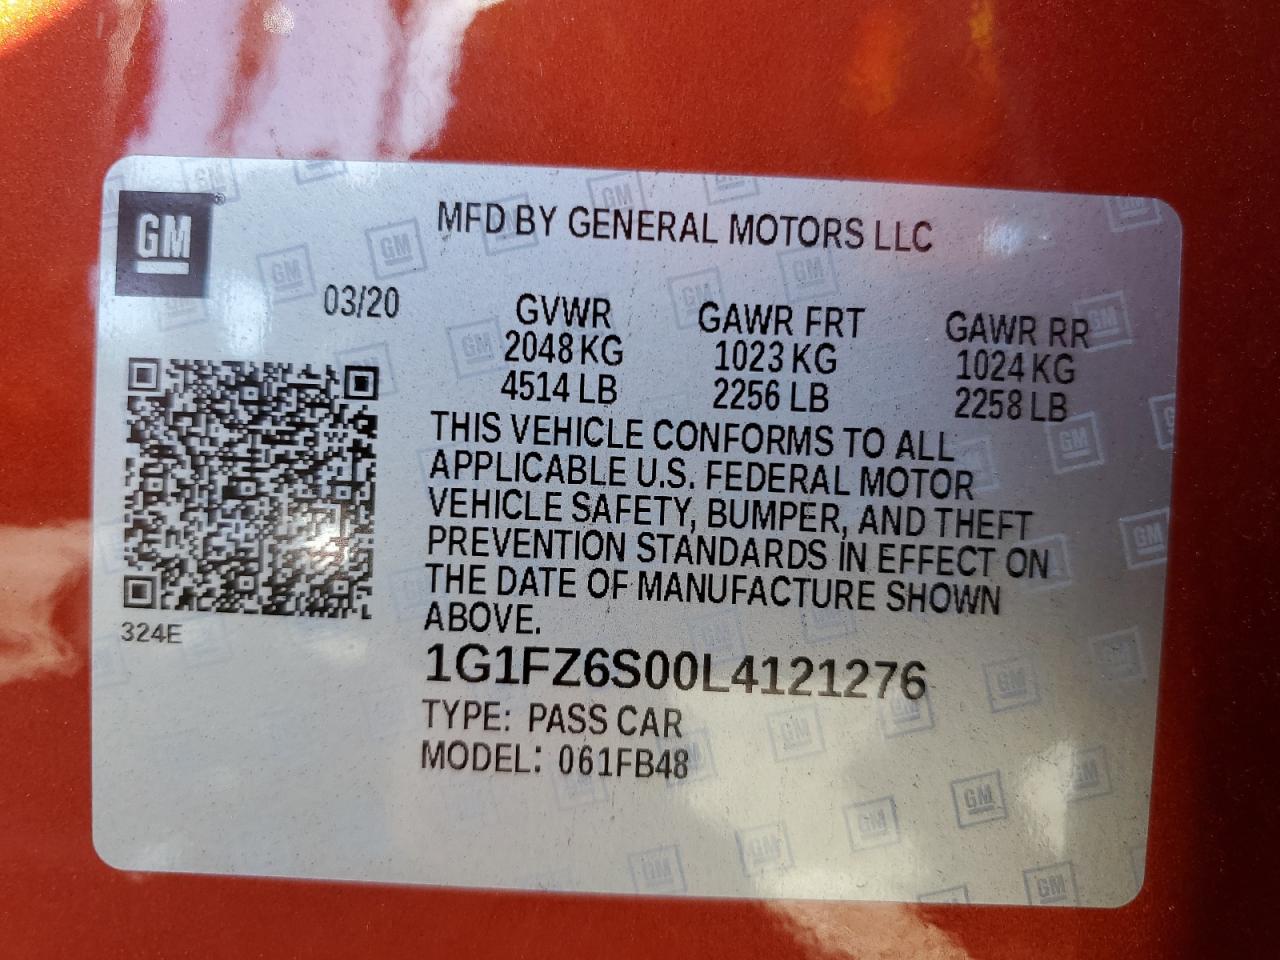 GM
MFD BY GENERAL MOTORS LLC
03/20
GVWR GAWR FRT GAWR RR
2048 KG 1023 KG 1024 KG
4514 LB 2256 LB 2258 LB
THIS VEHICLE CONFORMS TO ALL
APPLICABLE U.S. FEDERAL MOTOR
VEHICLE SAFETY, BUMPER, AND THEFT
PREVENTION STANDARDS IN EFFECT ON
THE DATE OF MANUFACTURE SHOWN
ABOVE.
324E
1G1FZ6S00L4121276
TYPE: PASS CAR
MODEL: 061FB48